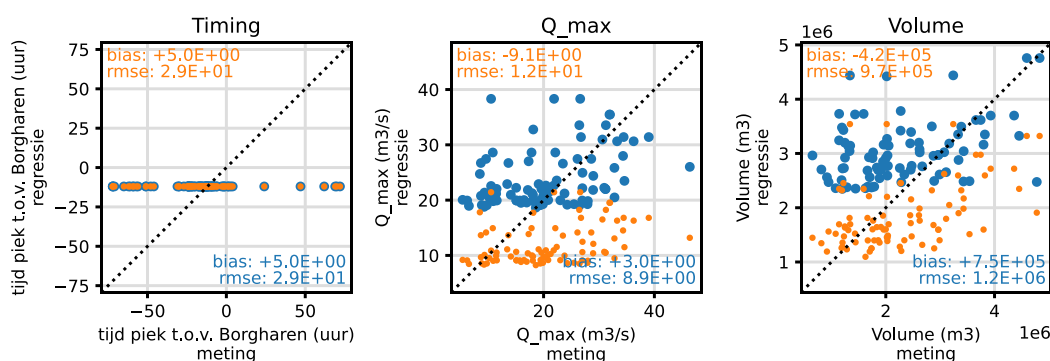 Timing
tijd piek t.o.v. Borgharen (uur)
regressie
75
50
25
0
−25
−50
−75
bias: +5.0E+00
rmse: 2.9E+01
bias: +5.0E+00
rmse: 2.9E+01
−50
0
50
tijd piek t.o.v. Borgharen (uur)
meting
Q_max
Q_max (m3/s)
regressie
40
30
20
10
bias: -9.1E+00
rmse: 1.2E+01
bias: +3.0E+00
rmse: 8.9E+00
20
40
Q_max (m3/s)
meting
Volume
1e6
Volume (m3)
regressie
5
4
3
2
1
bias: -4.2E+05
rmse: 9.7E+05
bias: +7.5E+05
rmse: 1.2E+06
2
4
1e6
Volume (m3)
meting